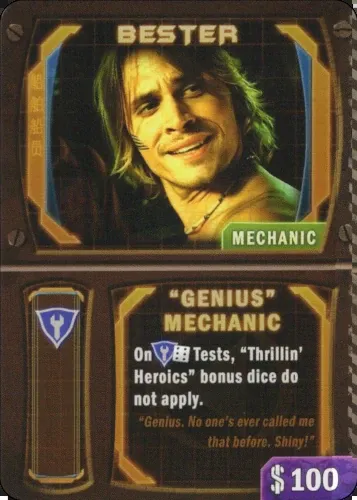 BESTER
MECHANIC
"GENIUS"
MECHANIC
On Tests, "Thrillin'
Heroics" bonus dice do
not apply.
"Genius. No one's ever called me
that before. Shiny!"
$100